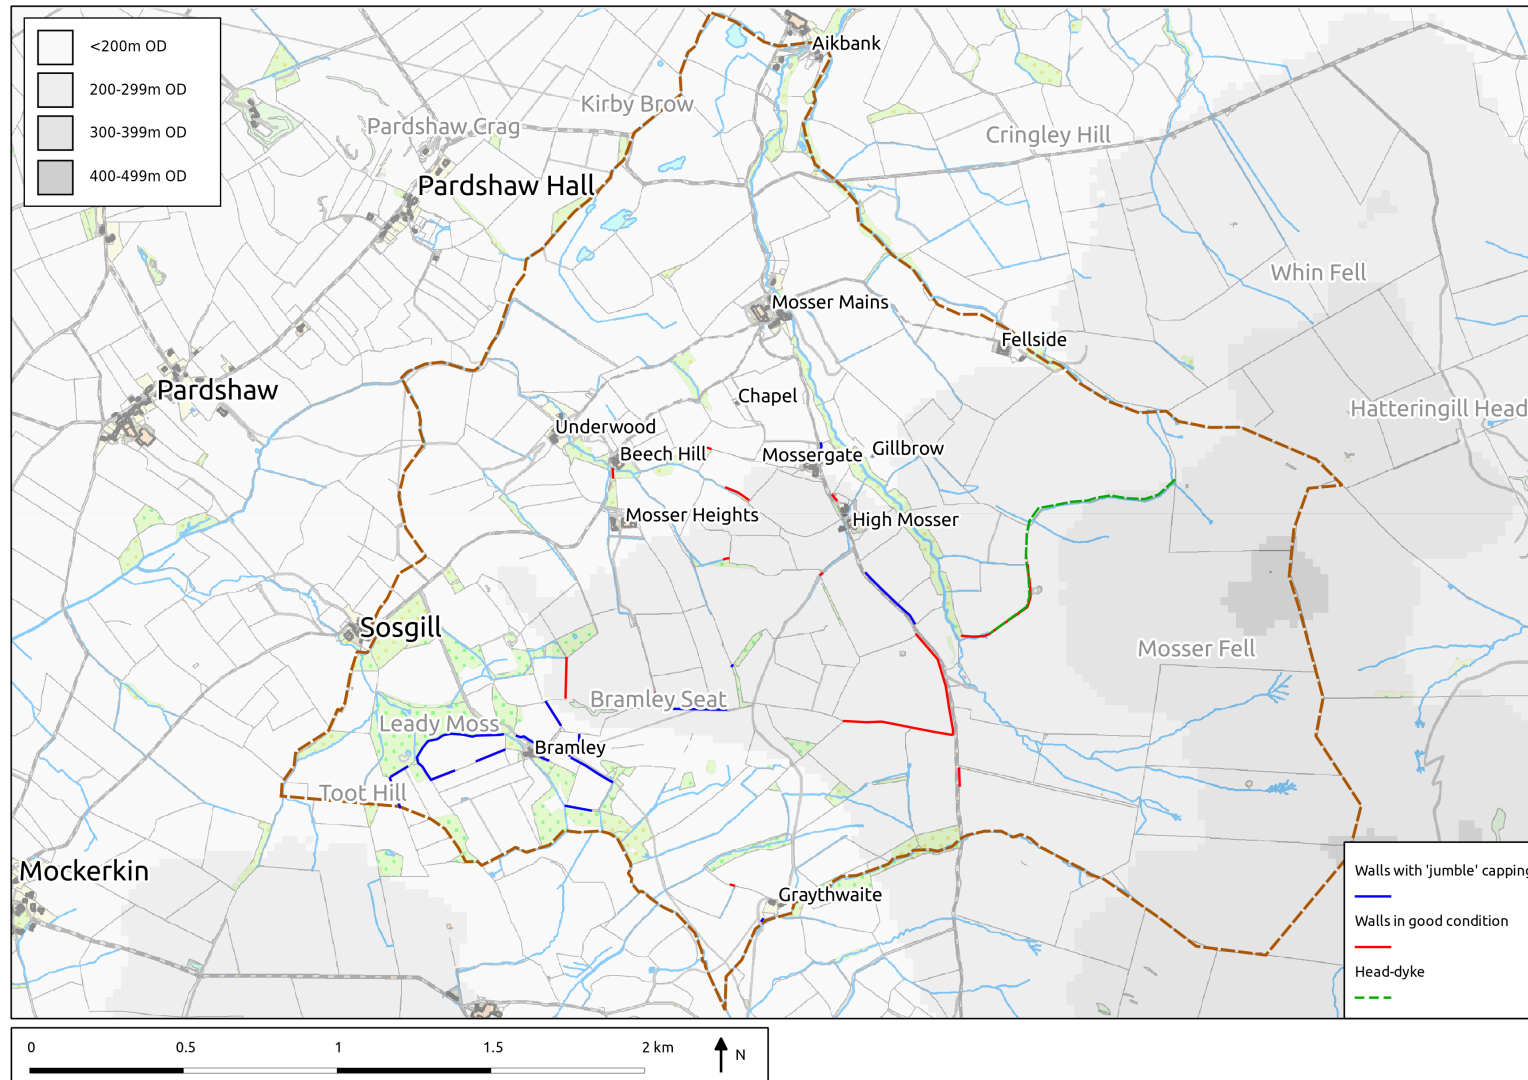 <200m OD
200-299m OD
300-399m OD
400-499m OD
Aikbank
Kirby Brow
Pardshaw Crag
Cringley Hill
Pardshaw Hall
Whin Fell
Mosser Mains
Fellside
Pardshaw
Chapel
Hatteringill Head
Underwood
Beech Hill
Mossergate
Gillbrow
Mosser Heights
High Mosser
Sosgill
Mosser Fell
Bramley Seat
Leady Moss
Bramley
Toot Hill
Mockerkin
Graythwaite
Walls with 'jumble' capping
Walls in good condition
Head-dyke
0 0.5 1 1.5 2 km
N